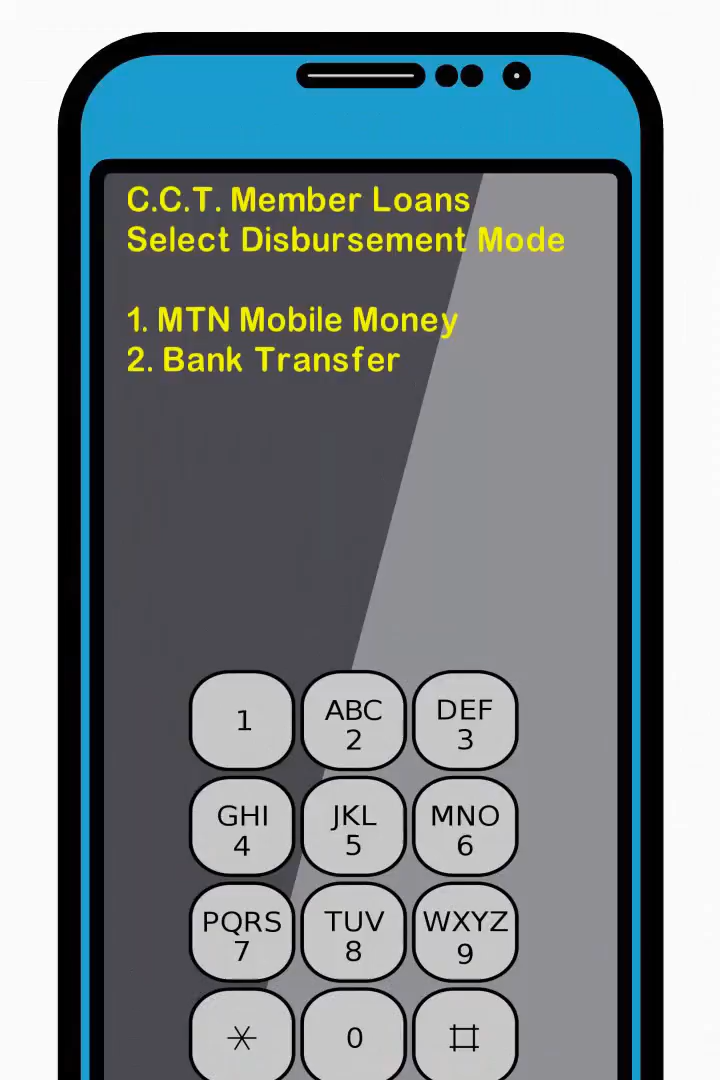 C.C.T. Member Loans
Select Disbursement Mode
1. MTN Mobile Money
2. Bank Transfer
1
ABC
2
DEF
3
GHI
4
JKL
5
MNO
6
PQRS
7
TUV
8
WXYZ
9
*
0
#